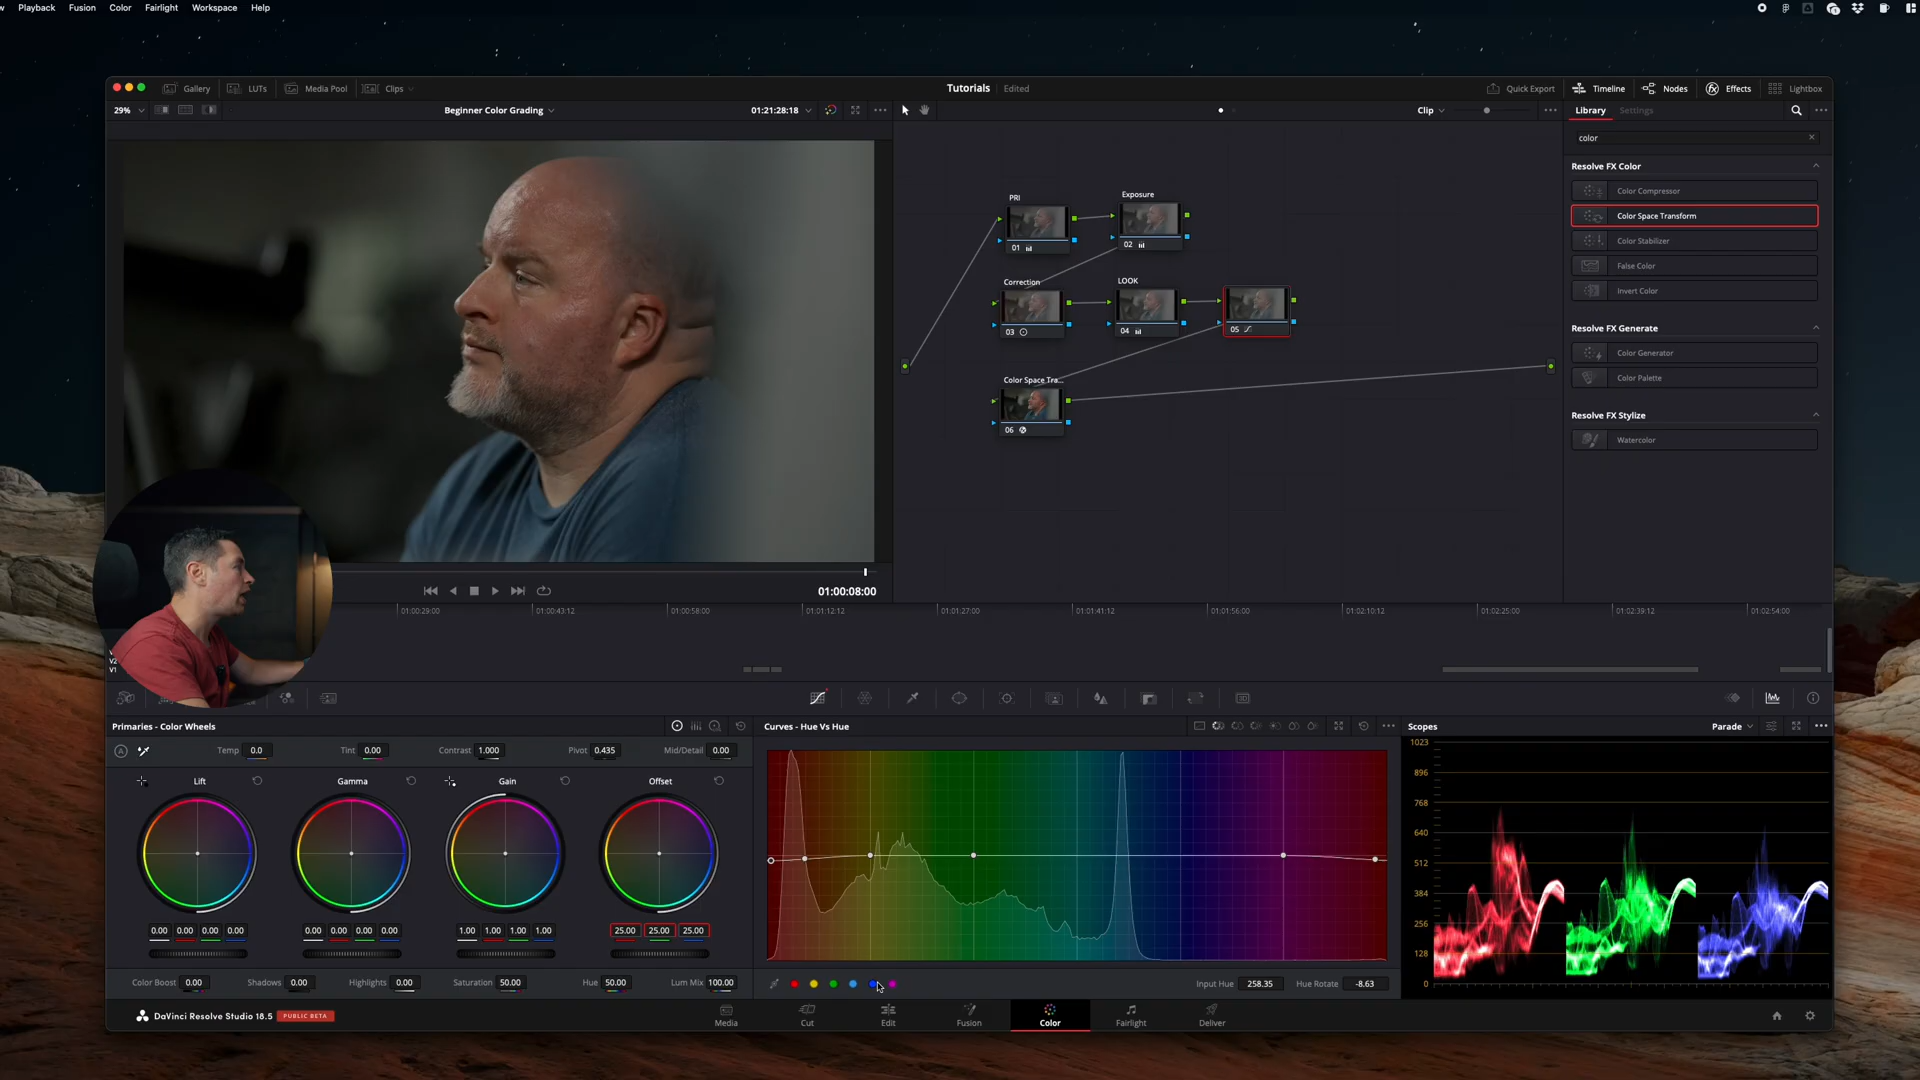 Playback Fusion Color Fairlight Workspace Help
Gallery LUTs Media Pool Clips Tutorials Edited Quick Export Timeline Nodes Effects Lightbox
29% Beginner Color Grading 01:21:28:18 Clip Library Settings
color
Resolve FX Color
Color Compressor
Color Space Transform
Color Stabilizer
False Color
Invert Color
Resolve FX Generate
Color Generator
Color Palette
Resolve FX Stylize
Watercolor
PRI Exposure
01 02
Correction LOOK
03 04 05
Color Space Tra...
06
01:00:08:00
01:00:29:00 01:00:43:12 01:00:58:00 01:01:12:12 01:01:27:00 01:01:41:12 01:01:56:00 01:02:10:12 01:02:25:00 01:02:39:12 01:02:54:00
V2
V1
Primaries - Color Wheels Curves - Hue Vs Hue Scopes Parade
Temp 0.0 Tint 0.00 Contrast 1.000 Pivot 0.435 Mid/Detail 0.00
Lift Gamma Gain Offset
0.00 0.00 0.00 0.00 0.00 0.00 0.00 0.00 1.00 1.00 1.00 1.00 25.00 25.00 25.00
Color Boost 0.00 Shadows 0.00 Highlights 0.00 Saturation 50.00 Hue 50.00 Lum Mix 100.00
Input Hue 258.35 Hue Rotate -8.63
1023
896
768
640
512
384
256
128
0
DaVinci Resolve Studio 18.5 PUBLIC BETA
Media Cut Edit Fusion Color Fairlight Deliver